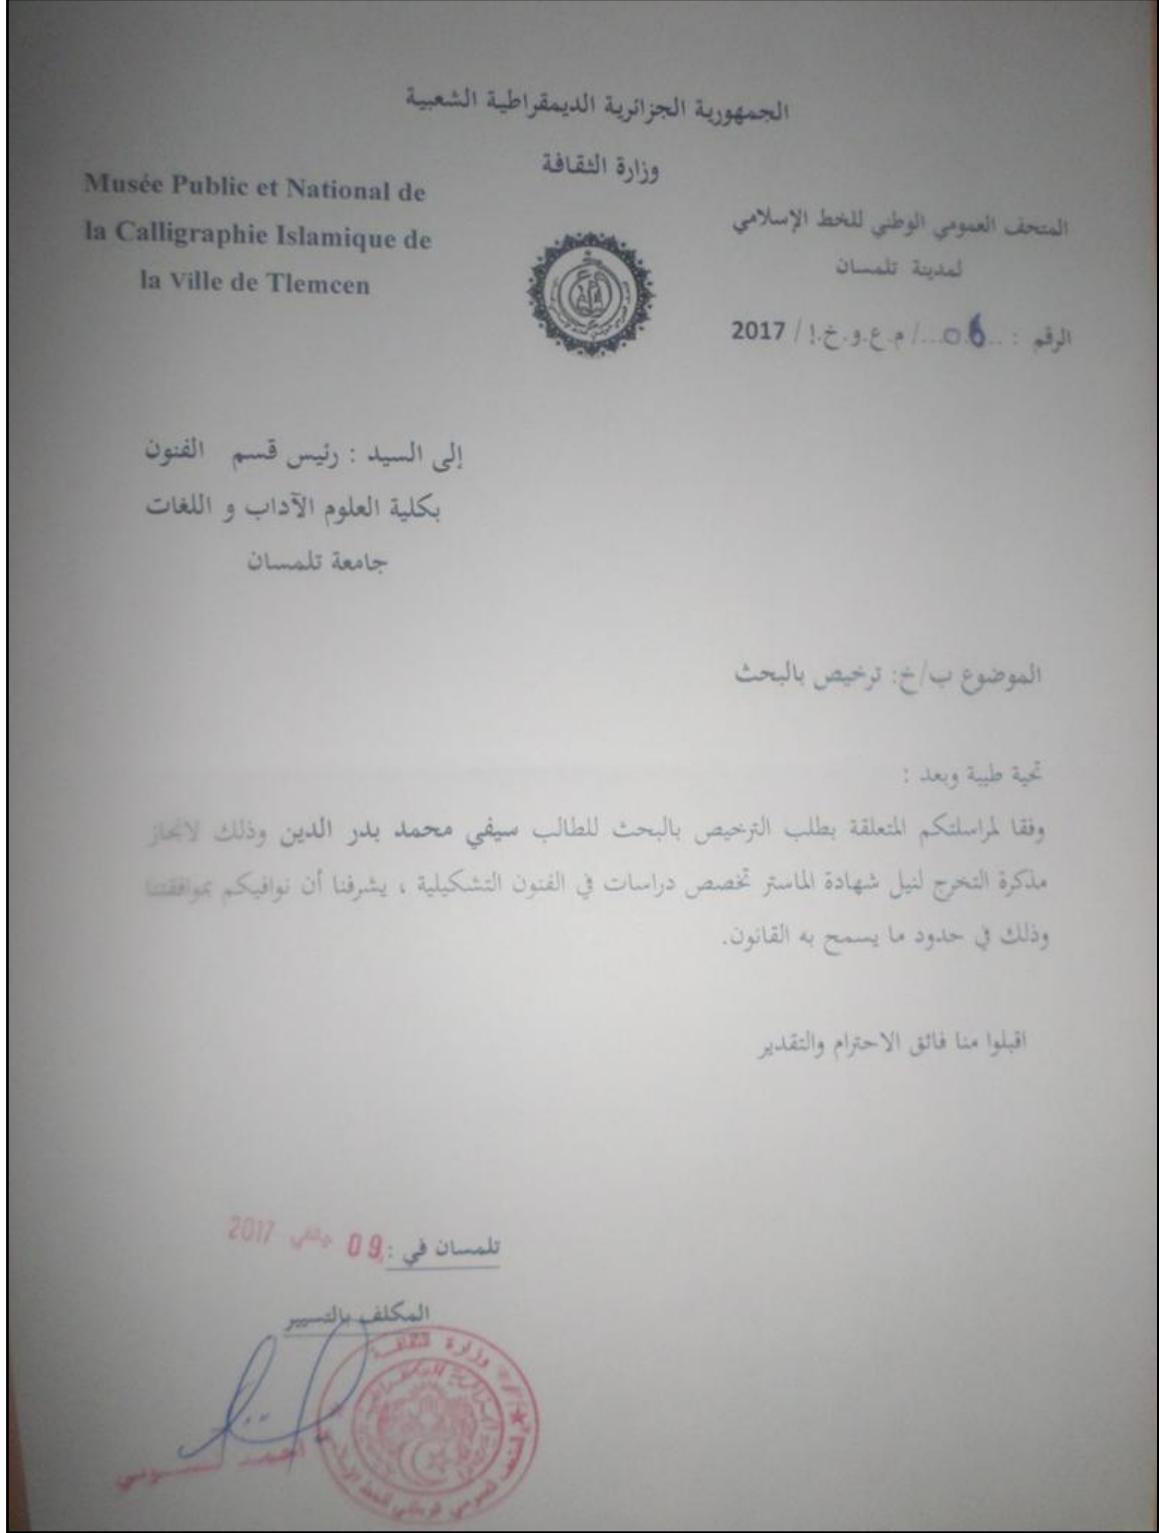 الجمهورية الجزائرية الديمقراطية الشعبية
وزارة الثقافة
Musée Public et National de
la Calligraphie Islamique de
la Ville de Tlemcen
المتحف العمومي الوطني للخط الإسلامي
لمدينة تلمسان
الرقم : ..06.../ م.ع.و.خ.إ / 2017
إلى السيد : رئيس قسم الفنون
بكلية العلوم الآداب و اللغات
جامعة تلمسان
الموضوع ب/خ: ترخيص بالبحث
تحية طيبة وبعد :
وفقا لمراسلتكم المتعلقة بطلب الترخيص بالبحث للطالب سيفي محمد بدر الدين وذلك لانجاز
مذكرة التخرج لنيل شهادة الماستر تخصص دراسات في الفنون التشكيلية ، يشرفنا أن نوافيكم بموافقتنا
وذلك في حدود ما يسمح به القانون.
اقبلوا منا فائق الاحترام والتقدير
تلمسان في : 09 جانفي 2017
المكلف بالتسيير
وزارة الثقافة